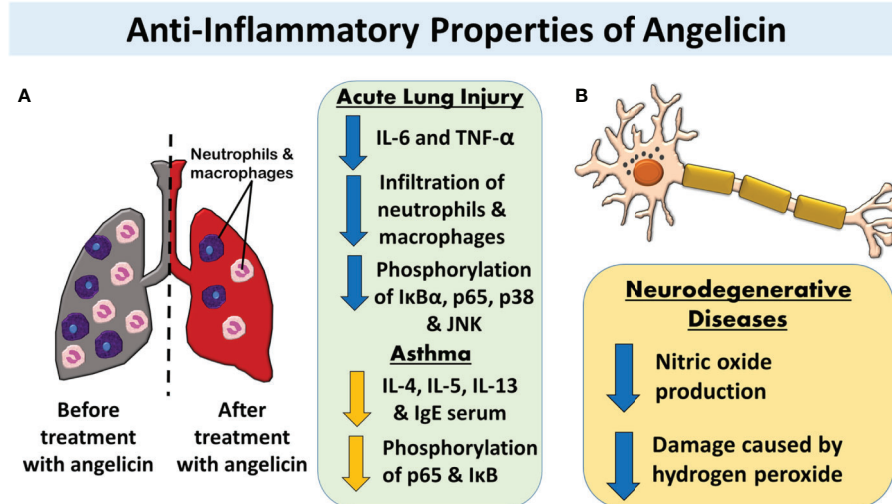 Anti-Inflammatory Properties of Angelicin
A
Neutrophils &
macrophages
Before
treatment
with angelicin
After
treatment
with angelicin
Acute Lung Injury
IL-6 and TNF-α
Infiltration of
neutrophils &
macrophages
Phosphorylation
of IκBα, p65, p38
& JNK
Asthma
IL-4, IL-5, IL-13
& IgE serum
Phosphorylation
of p65 & IκB
B
Neurodegenerative
Diseases
Nitric oxide
production
Damage caused by
hydrogen peroxide